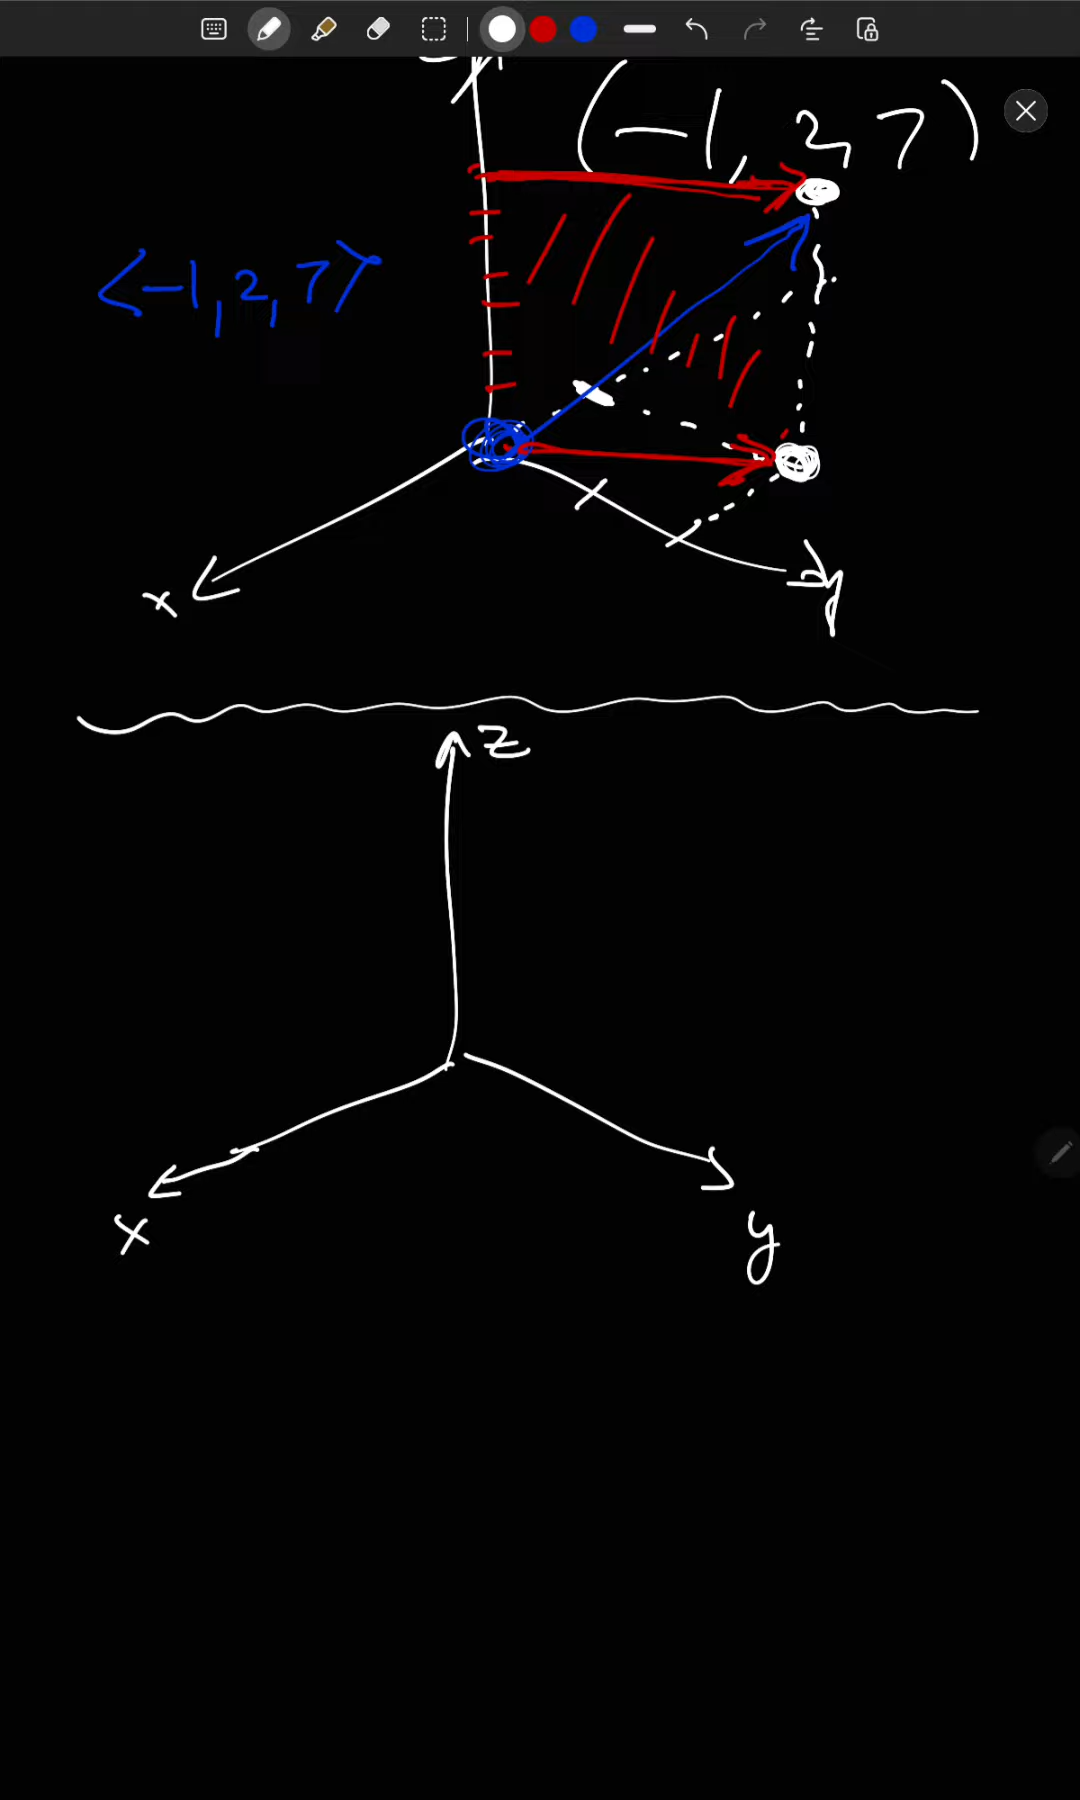 (-1, 2, 7)
<-1, 2, 7>
x
y
z
x
y